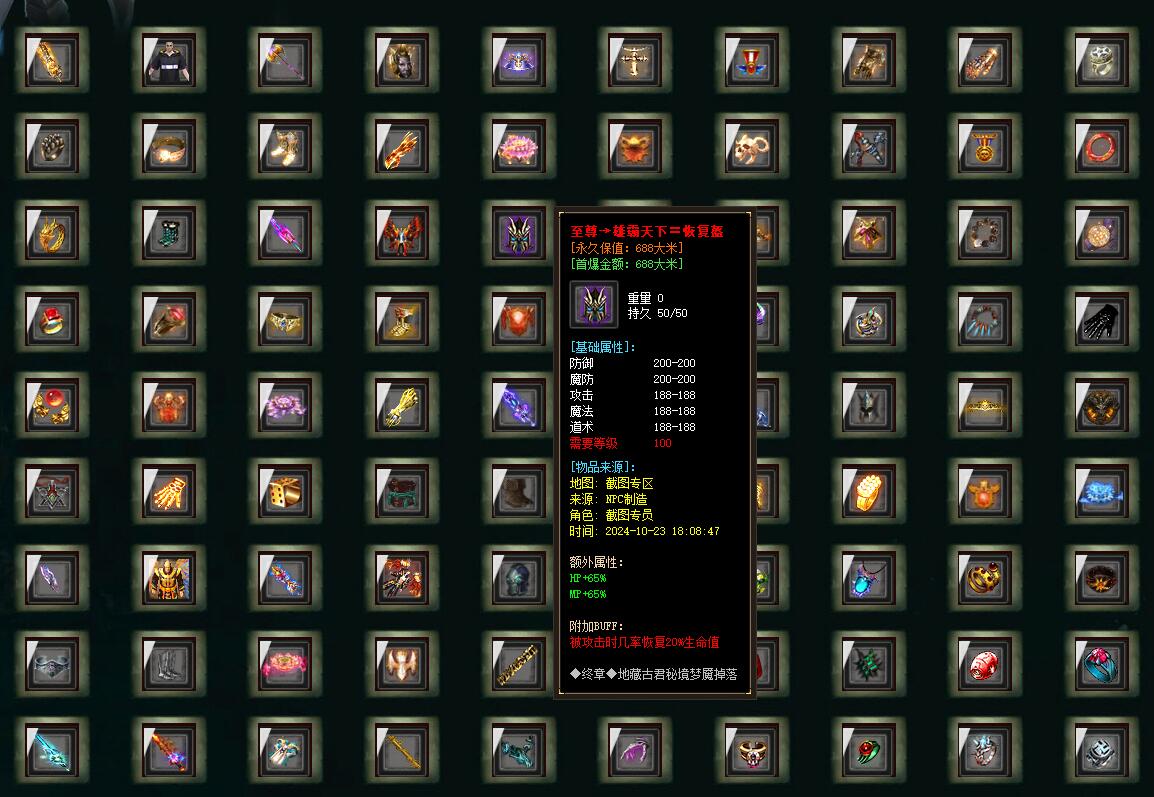 至尊→雄霸天下＝恢复盔
[永久保值: 688大米]
[首爆金额: 688大米]
重量 0
持久 50/50
[基础属性]:
防御 200-200
魔防 200-200
攻击 188-188
魔法 188-188
道术 188-188
需要等级 100
[物品来源]:
地图: 截图专区
来源: NPC制造
角色: 截图专员
时间: 2024-10-23 18:08:47
额外属性:
HP+65%
MP+65%
附加BUFF:
被攻击时几率恢复20%生命值
◆终章◆地藏古君秘境梦魇掉落